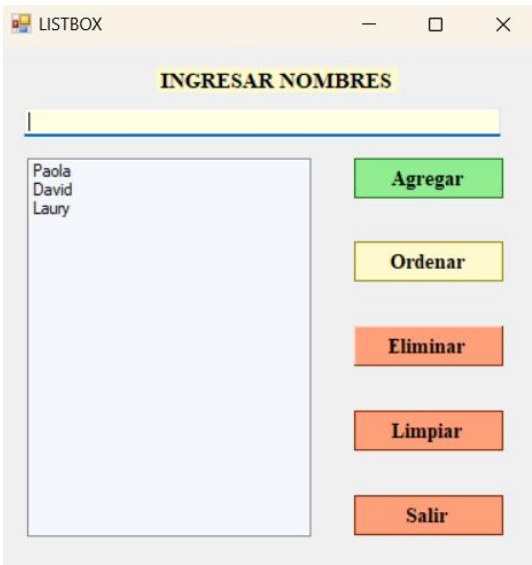 LISTBOX
INGRESAR NOMBRES
Paola
David
Laury
Agregar
Ordenar
Eliminar
Limpiar
Salir